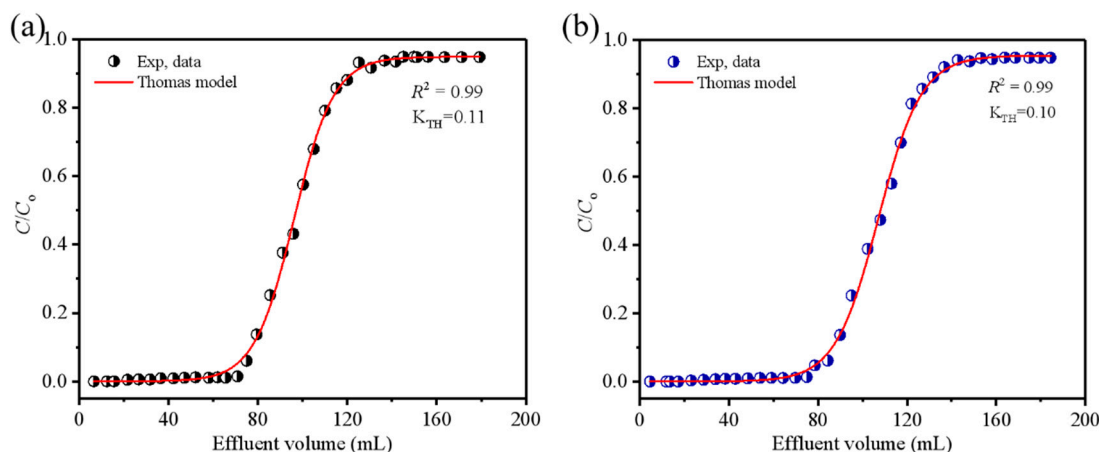 (a)
1.0
0.8
0.6
0.4
0.2
0.0
C/Co
Exp, data
Thomas model
R² = 0.99
KTH=0.11
0 40 80 120 160 200
Effluent volume (mL)
(b)
1.0
0.8
0.6
0.4
0.2
0.0
C/Co
Exp, data
Thomas model
R² = 0.99
KTH=0.10
0 40 80 120 160 200
Effluent volume (mL)